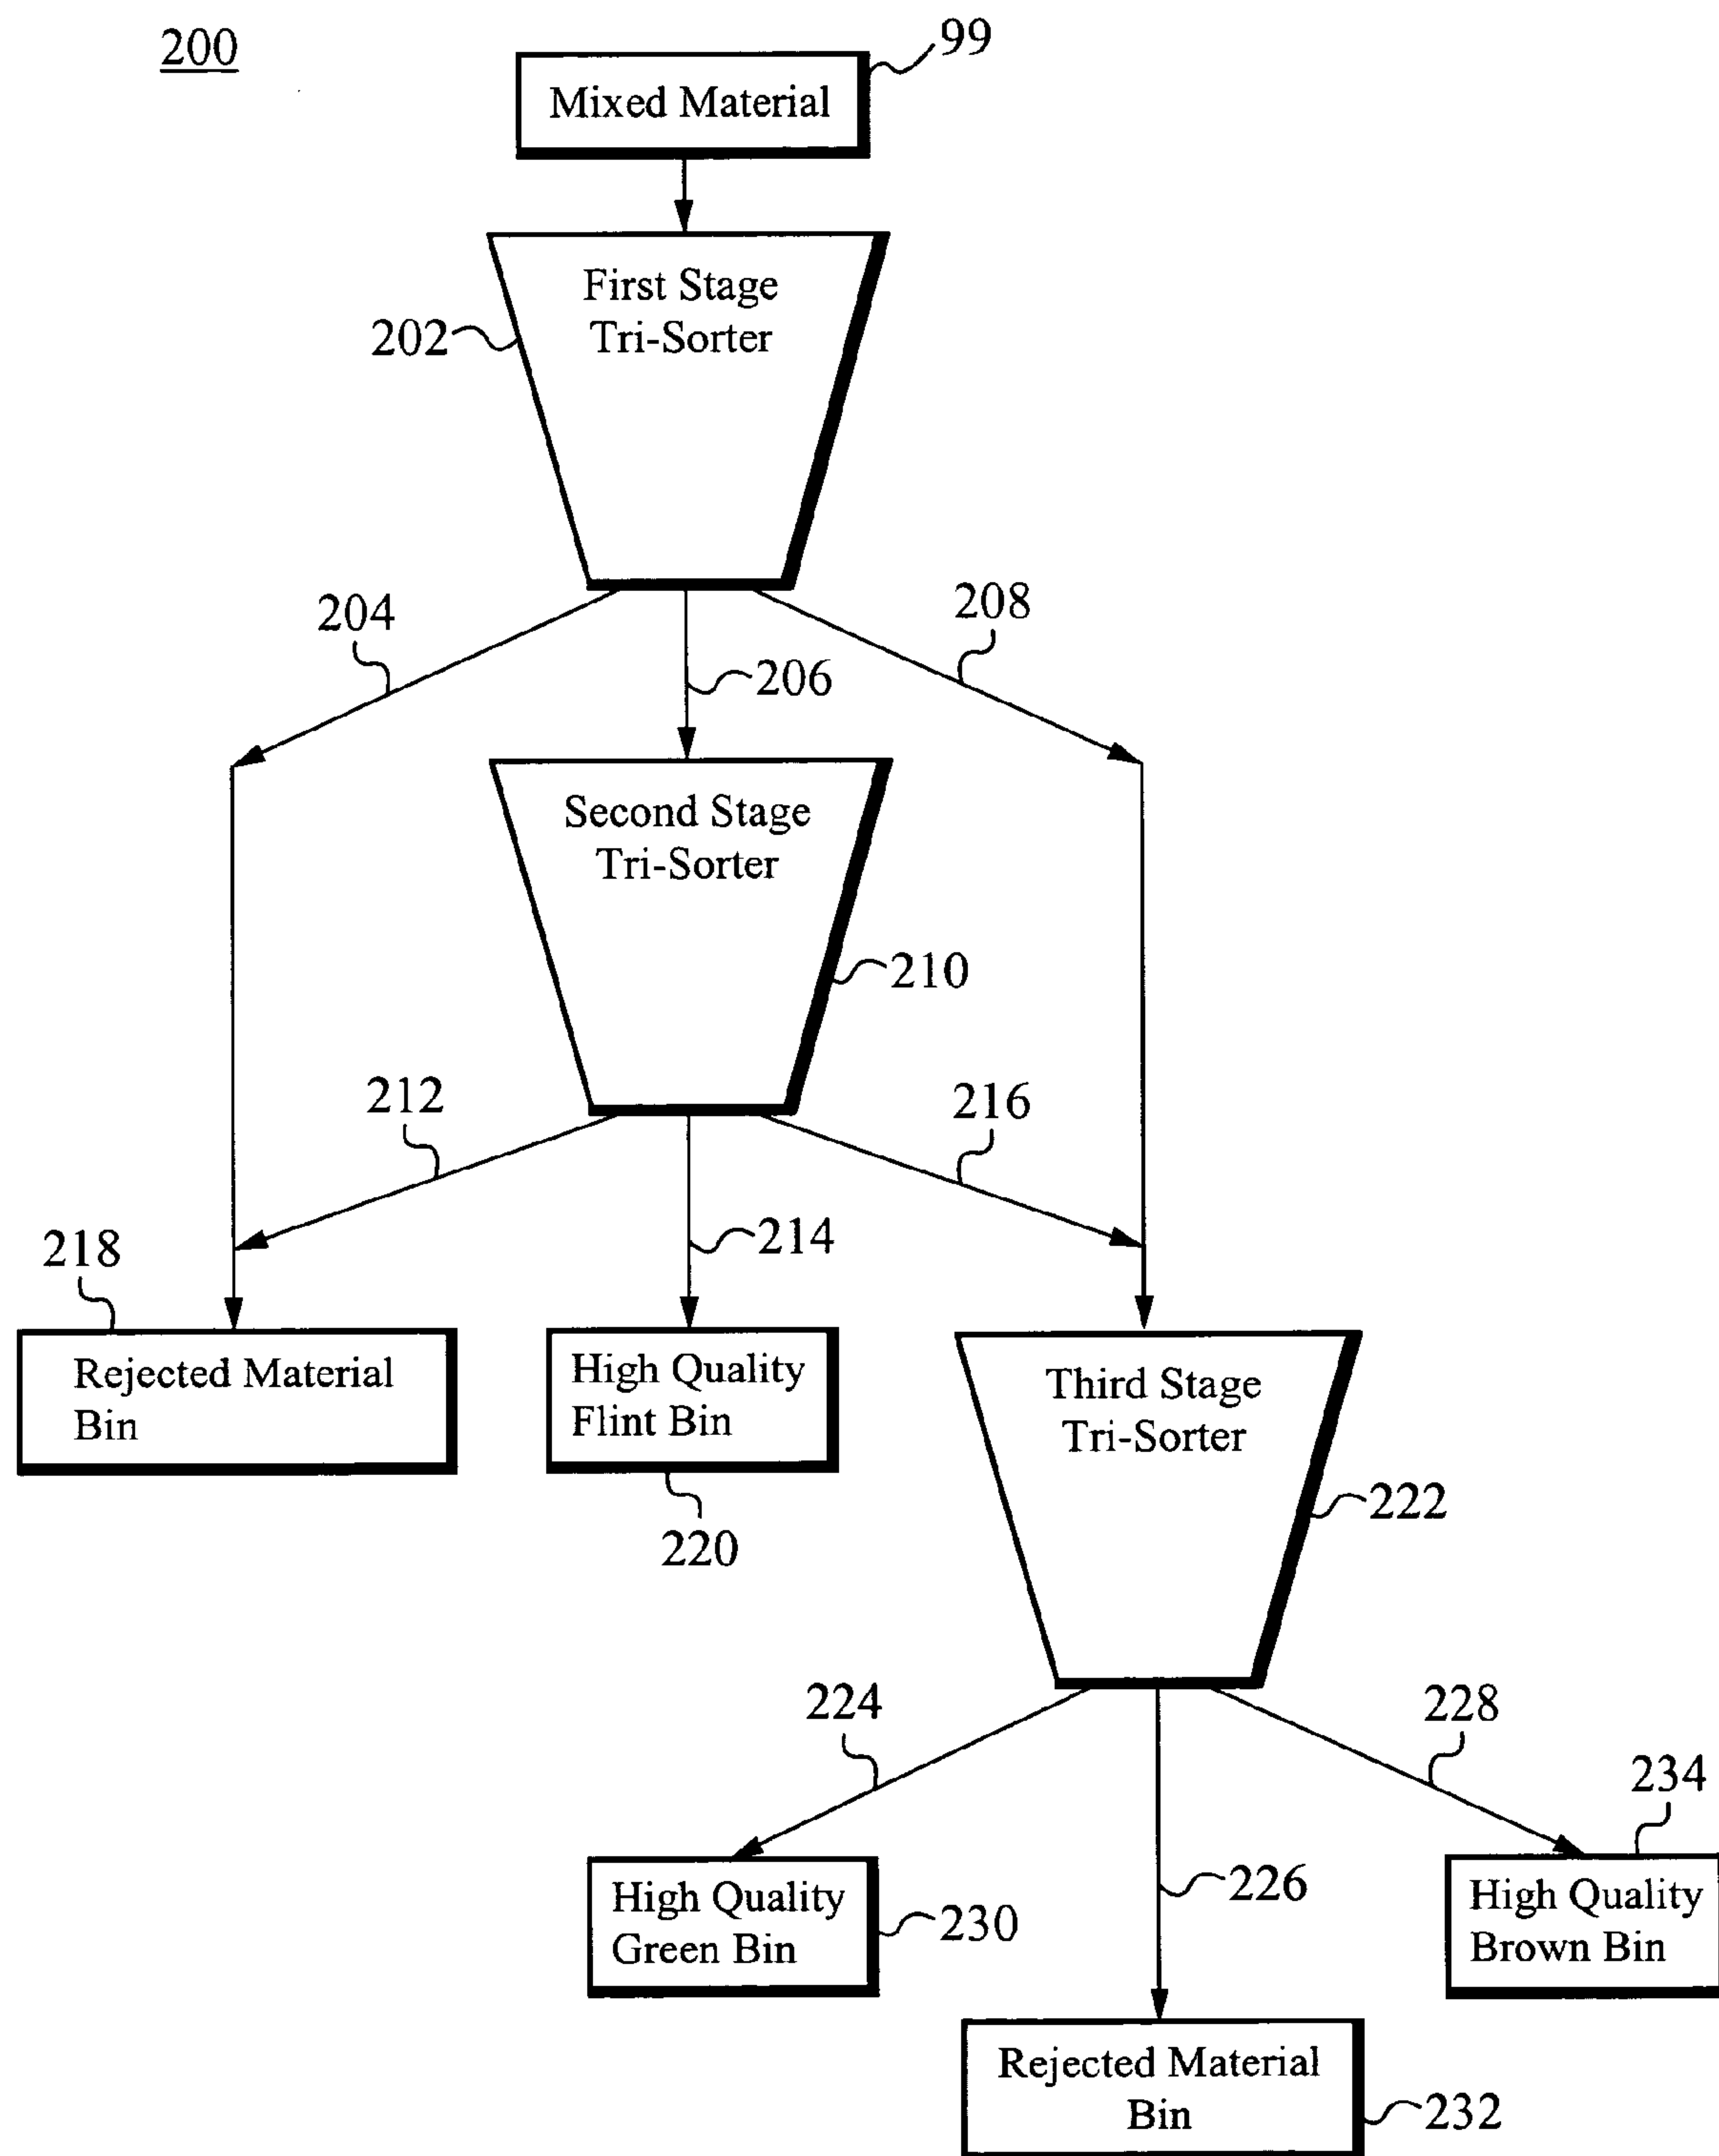 200
99
Mixed Material
First Stage
Tri-Sorter
202
204
208
206
Second Stage
Tri-Sorter
210
212
216
214
218
Rejected Material
Bin
High Quality
Flint Bin
220
Third Stage
Tri-Sorter
222
224
228
234
226
High Quality
Green Bin
230
High Quality
Brown Bin
Rejected Material
Bin
232